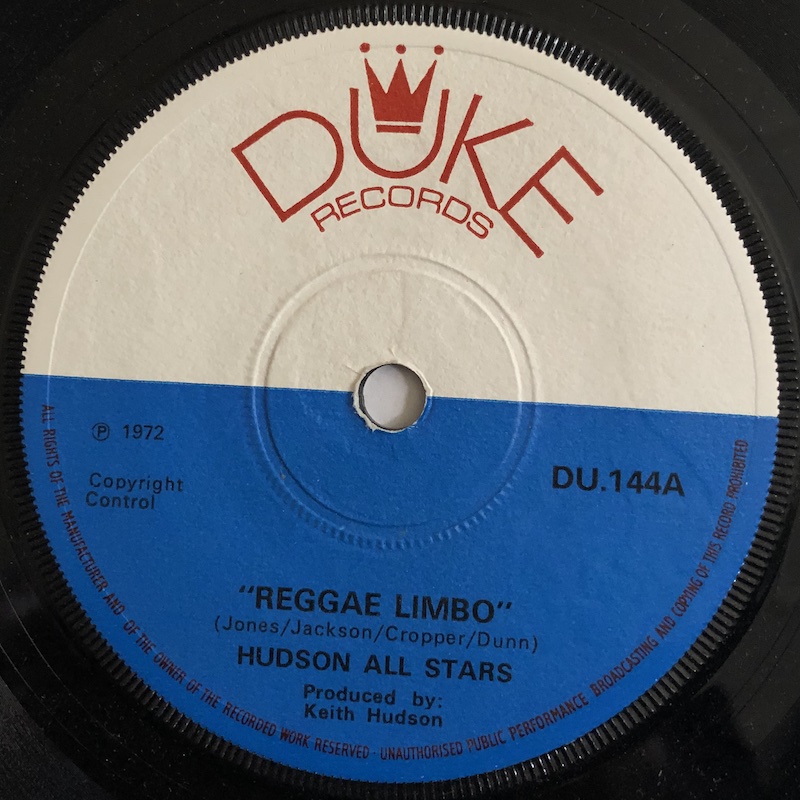 DUKE
RECORDS
℗ 1972
Copyright
Control
DU.144A
"REGGAE LIMBO"
(Jones/Jackson/Cropper/Dunn)
HUDSON ALL STARS
Produced by:
Keith Hudson
ALL RIGHTS OF THE MANUFACTURER AND OF THE OWNER OF THE RECORDED WORK RESERVED · UNAUTHORISED PUBLIC PERFORMANCE BROADCASTING AND COPYING OF THIS RECORD PROHIBITED